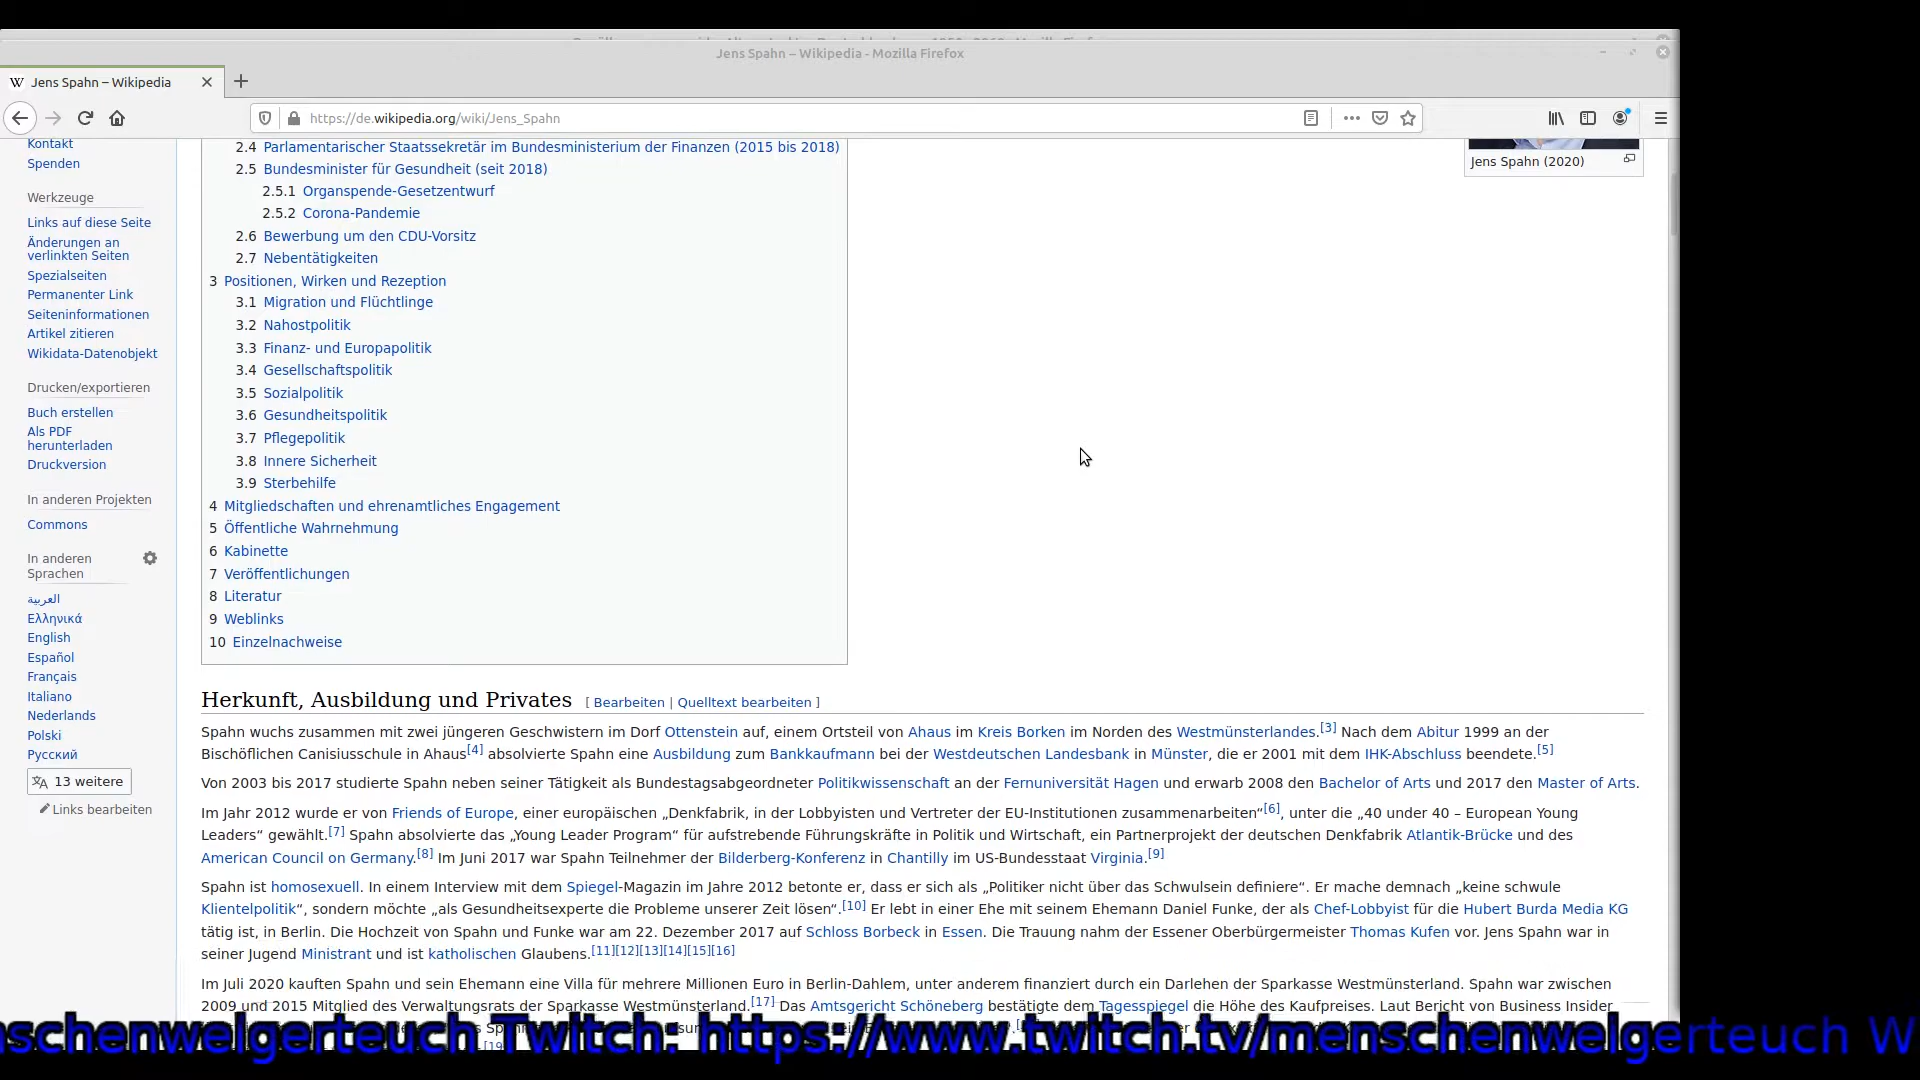 Jens Spahn – Wikipedia - Mozilla Firefox
Jens Spahn – Wikipedia
https://de.wikipedia.org/wiki/Jens_Spahn
Kontakt
Spenden
Werkzeuge
Links auf diese Seite
Änderungen an
verlinkten Seiten
Spezialseiten
Permanenter Link
Seiteninformationen
Artikel zitieren
Wikidata-Datenobjekt
Drucken/exportieren
Buch erstellen
Als PDF
herunterladen
Druckversion
In anderen Projekten
Commons
In anderen
Sprachen
العربية
Ελληνικά
English
Español
Français
Italiano
Nederlands
Polski
Русский
13 weitere
Links bearbeiten
2.4 Parlamentarischer Staatssekretär im Bundesministerium der Finanzen (2015 bis 2018)
2.5 Bundesminister für Gesundheit (seit 2018)
2.5.1 Organspende-Gesetzentwurf
2.5.2 Corona-Pandemie
2.6 Bewerbung um den CDU-Vorsitz
2.7 Nebentätigkeiten
3 Positionen, Wirken und Rezeption
3.1 Migration und Flüchtlinge
3.2 Nahostpolitik
3.3 Finanz- und Europapolitik
3.4 Gesellschaftspolitik
3.5 Sozialpolitik
3.6 Gesundheitspolitik
3.7 Pflegepolitik
3.8 Innere Sicherheit
3.9 Sterbehilfe
4 Mitgliedschaften und ehrenamtliches Engagement
5 Öffentliche Wahrnehmung
6 Kabinette
7 Veröffentlichungen
8 Literatur
9 Weblinks
10 Einzelnachweise
Jens Spahn (2020)
Herkunft, Ausbildung und Privates [ Bearbeiten | Quelltext bearbeiten ]
Spahn wuchs zusammen mit zwei jüngeren Geschwistern im Dorf Ottenstein auf, einem Ortsteil von Ahaus im Kreis Borken im Norden des Westmünsterlandes.[3] Nach dem Abitur 1999 an der
Bischöflichen Canisiusschule in Ahaus[4] absolvierte Spahn eine Ausbildung zum Bankkaufmann bei der Westdeutschen Landesbank in Münster, die er 2001 mit dem IHK-Abschluss beendete.[5]
Von 2003 bis 2017 studierte Spahn neben seiner Tätigkeit als Bundestagsabgeordneter Politikwissenschaft an der Fernuniversität Hagen und erwarb 2008 den Bachelor of Arts und 2017 den Master of Arts.
Im Jahr 2012 wurde er von Friends of Europe, einer europäischen „Denkfabrik, in der Lobbyisten und Vertreter der EU-Institutionen zusammenarbeiten“[6], unter die „40 under 40 – European Young
Leaders“ gewählt.[7] Spahn absolvierte das „Young Leader Program“ für aufstrebende Führungskräfte in Politik und Wirtschaft, ein Partnerprojekt der deutschen Denkfabrik Atlantik-Brücke und des
American Council on Germany.[8] Im Juni 2017 war Spahn Teilnehmer der Bilderberg-Konferenz in Chantilly im US-Bundesstaat Virginia.[9]
Spahn ist homosexuell. In einem Interview mit dem Spiegel-Magazin im Jahre 2012 betonte er, dass er sich als „Politiker nicht über das Schwulsein definiere“. Er mache demnach „keine schwule
Klientelpolitik“, sondern möchte „als Gesundheitsexperte die Probleme unserer Zeit lösen“.[10] Er lebt in einer Ehe mit seinem Ehemann Daniel Funke, der als Chef-Lobbyist für die Hubert Burda Media KG
tätig ist, in Berlin. Die Hochzeit von Spahn und Funke war am 22. Dezember 2017 auf Schloss Borbeck in Essen. Die Trauung nahm der Essener Oberbürgermeister Thomas Kufen vor. Jens Spahn war in
seiner Jugend Ministrant und ist katholischen Glaubens.[11][12][13][14][15][16]
Im Juli 2020 kauften Spahn und sein Ehemann eine Villa für mehrere Millionen Euro in Berlin-Dahlem, unter anderem finanziert durch ein Darlehen der Sparkasse Westmünsterland. Spahn war zwischen
2009 und 2015 Mitglied des Verwaltungsrats der Sparkasse Westmünsterland.[17] Das Amtsgericht Schöneberg bestätigte dem Tagesspiegel die Höhe des Kaufpreises. Laut Bericht von Business Insider
schenweigerteuch Twitch: https://www.twitch.tv/menschenweigerteuch W